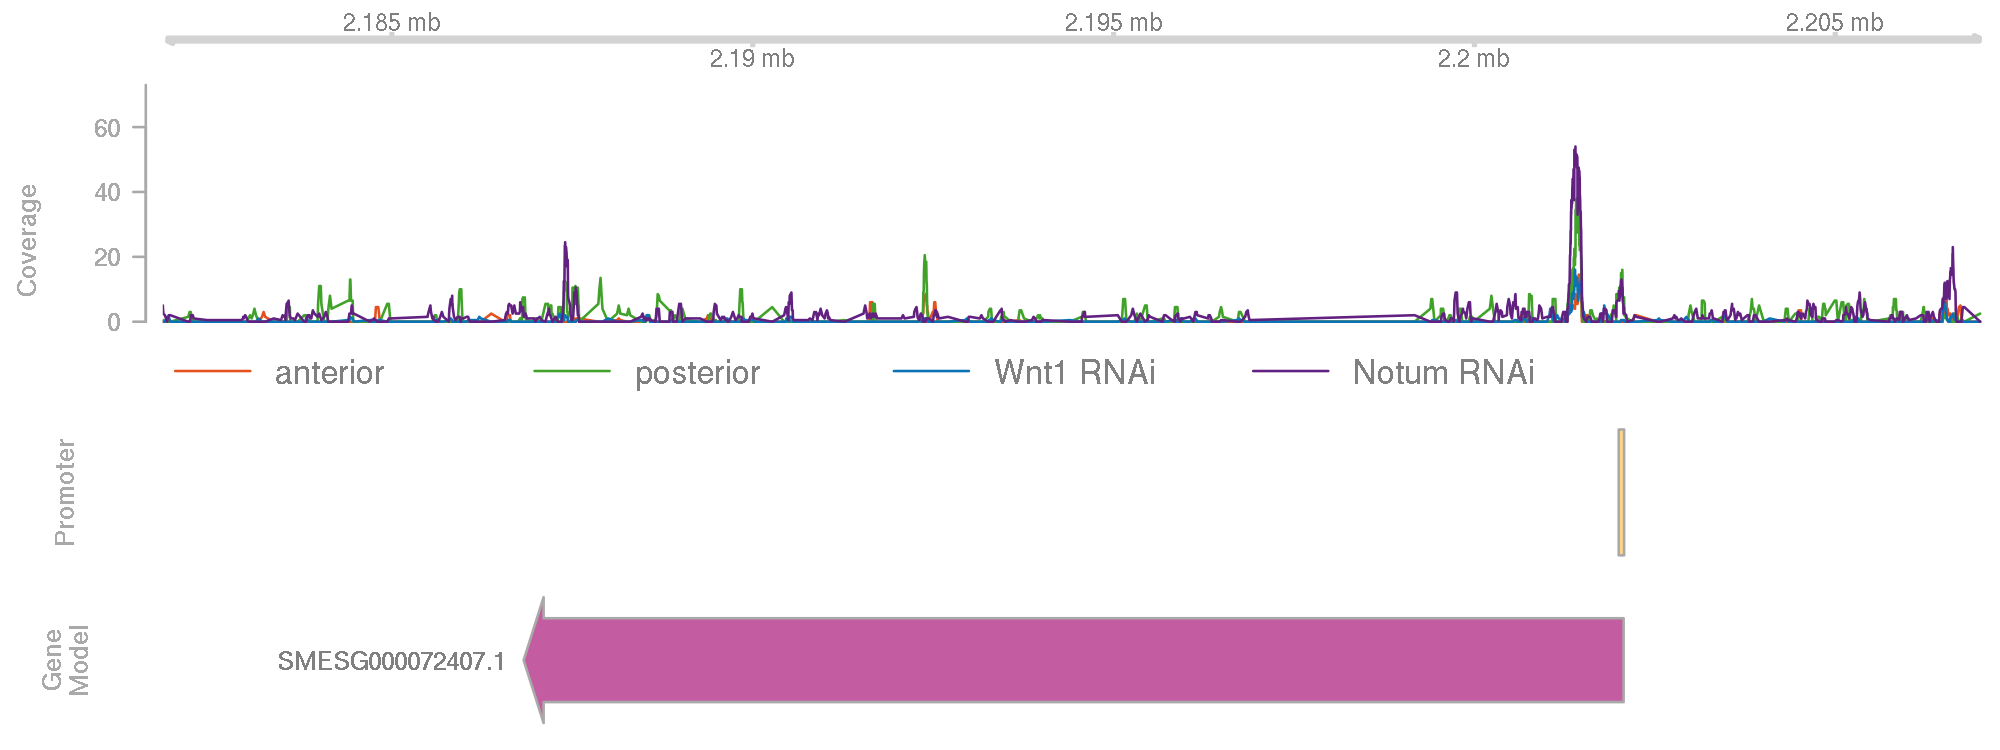 2.185 mb 2.195 mb 2.205 mb
2.19 mb 2.2 mb
Coverage
60
40
20
0
anterior posterior Wnt1 RNAi Notum RNAi
Promoter
Gene
Model
SMESG000072407.1